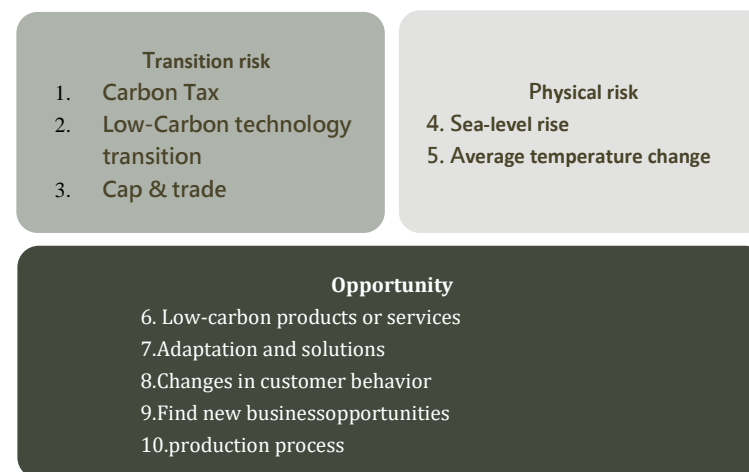 Transition risk
1. Carbon Tax
2. Low-Carbon technology
transition
3. Cap & trade
Physical risk
4. Sea-level rise
5. Average temperature change
Opportunity
6. Low-carbon products or services
7.Adaptation and solutions
8.Changes in customer behavior
9.Find new businessopportunities
10.production process